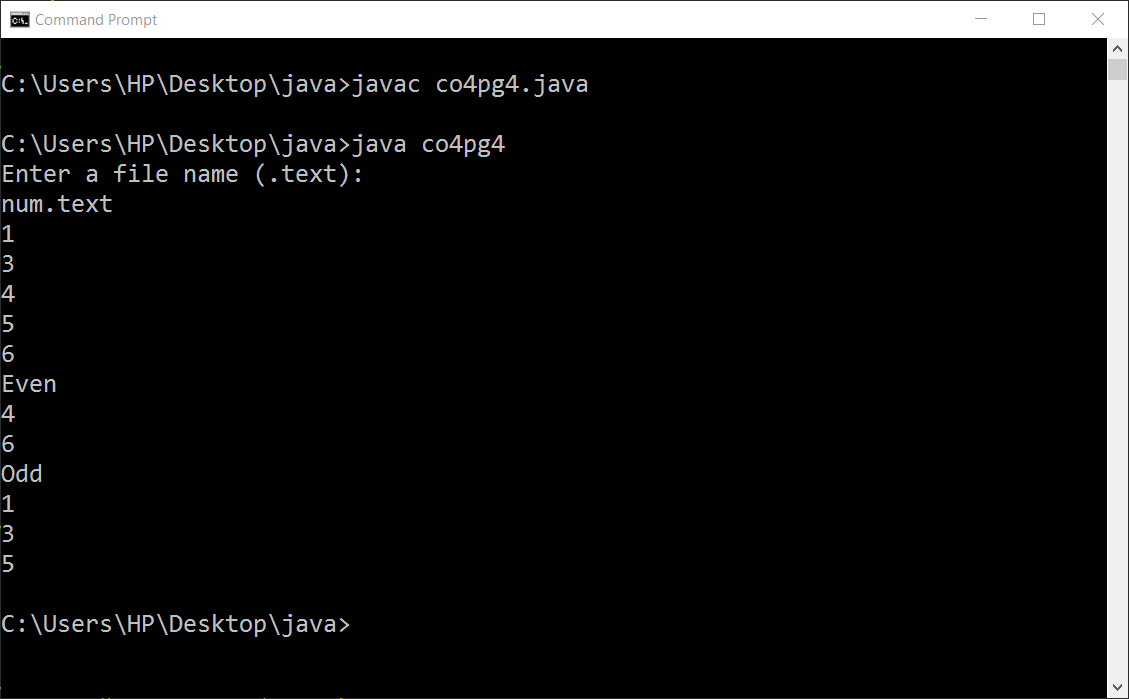 Command Prompt
C:\Users\HP\Desktop\java>javac co4pg4.java
C:\Users\HP\Desktop\java>java co4pg4
Enter a file name (.text):
num.text
1
3
4
5
6
Even
4
6
Odd
1
3
5
C:\Users\HP\Desktop\java>